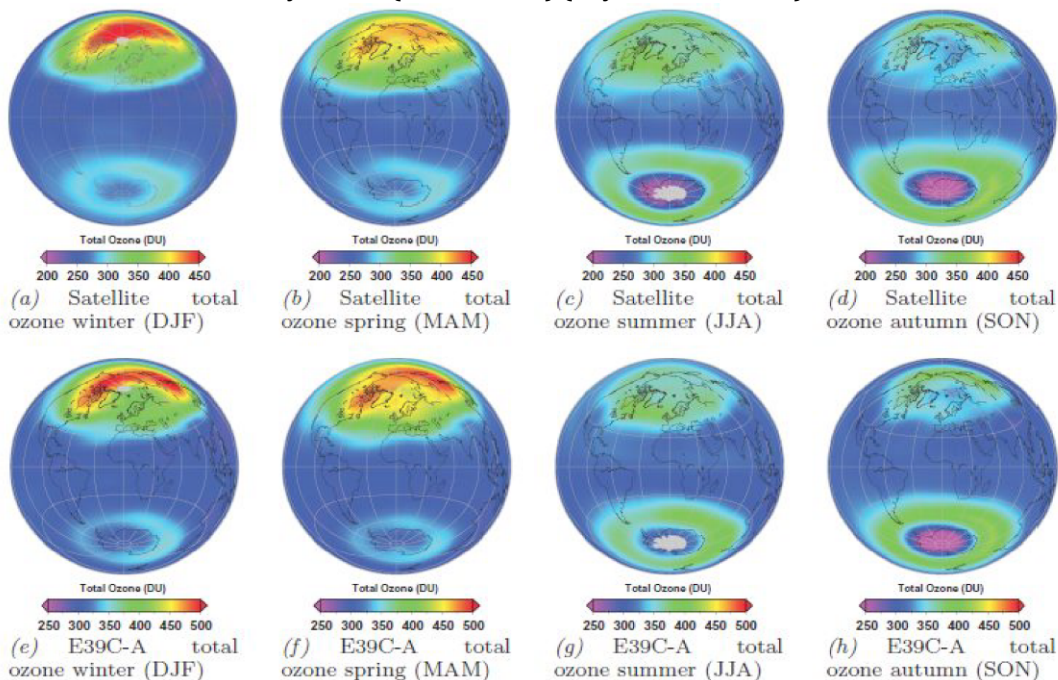 Total Ozone (DU)
200 250 300 350 400 450
(a) Satellite total
ozone winter (DJF)
Total Ozone (DU)
200 250 300 350 400 450
(b) Satellite total
ozone spring (MAM)
Total Ozone (DU)
200 250 300 350 400 450
(c) Satellite total
ozone summer (JJA)
Total Ozone (DU)
200 250 300 350 400 450
(d) Satellite total
ozone autumn (SON)
Total Ozone (DU)
250 300 350 400 450 500
(e) E39C-A total
ozone winter (DJF)
Total Ozone (DU)
250 300 350 400 450 500
(f) E39C-A total
ozone spring (MAM)
Total Ozone (DU)
250 300 350 400 450 500
(g) E39C-A total
ozone summer (JJA)
Total Ozone (DU)
250 300 350 400 450 500
(h) E39C-A total
ozone autumn (SON)